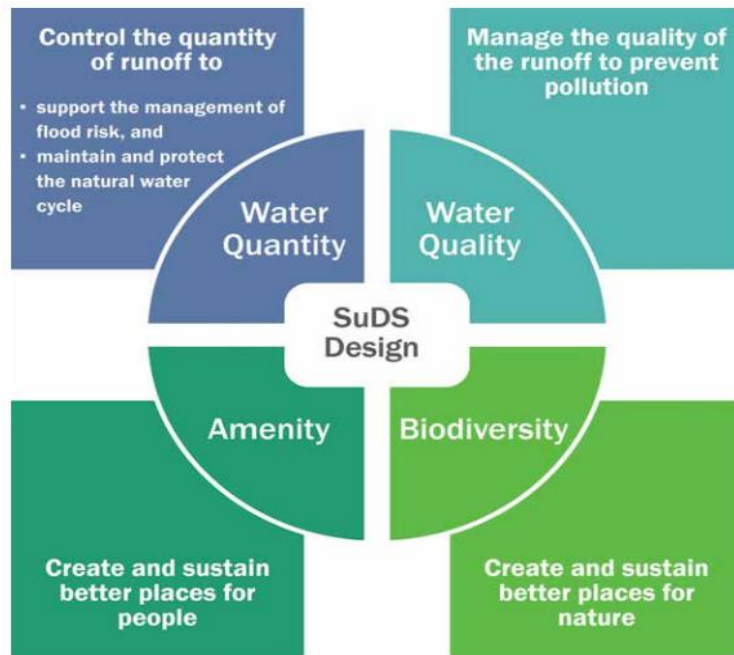 Control the quantity
of runoff to
• support the management of
flood risk, and
• maintain and protect
the natural water
cycle
Manage the quality of
the runoff to prevent
pollution
Water
Quantity
Water
Quality
SuDS
Design
Amenity
Biodiversity
Create and sustain
better places for
people
Create and sustain
better places for
nature